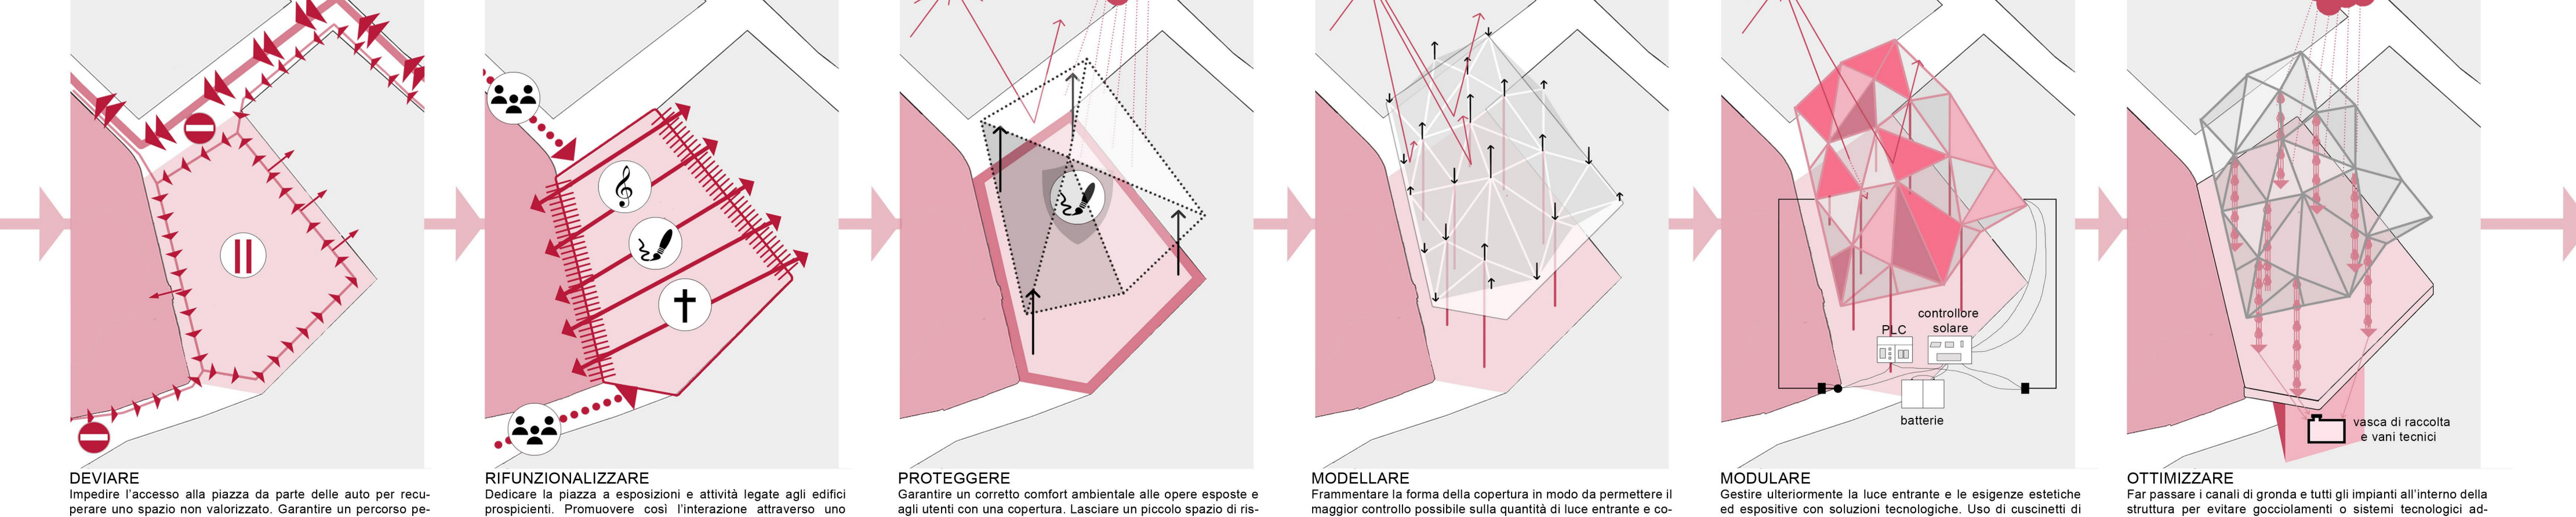 PLC
controllore
solare
batterie
vasca di raccolta
e vani tecnici
DEVIARE
Impedire l'accesso alla piazza da parte delle auto per recu-
perare uno spazio non valorizzato. Garantire un percorso pe-
RIFUNZIONALIZZARE
Dedicare la piazza a esposizioni e attività legate agli edifici
prospicienti. Promuovere così l'interazione attraverso uno
PROTEGGERE
Garantire un corretto comfort ambientale alle opere esposte e
agli utenti con una copertura. Lasciare un piccolo spazio di ris-
MODELLARE
Frammentare la forma della copertura in modo da permettere il
maggior controllo possibile sulla quantità di luce entrante e co-
MODULARE
Gestire ulteriormente la luce entrante e le esigenze estetiche
ed espositive con soluzioni tecnologiche. Uso di cuscinetti di
OTTIMIZZARE
Far passare i canali di gronda e tutti gli impianti all'interno della
struttura per evitare gocciolamenti o sistemi tecnologici ad-